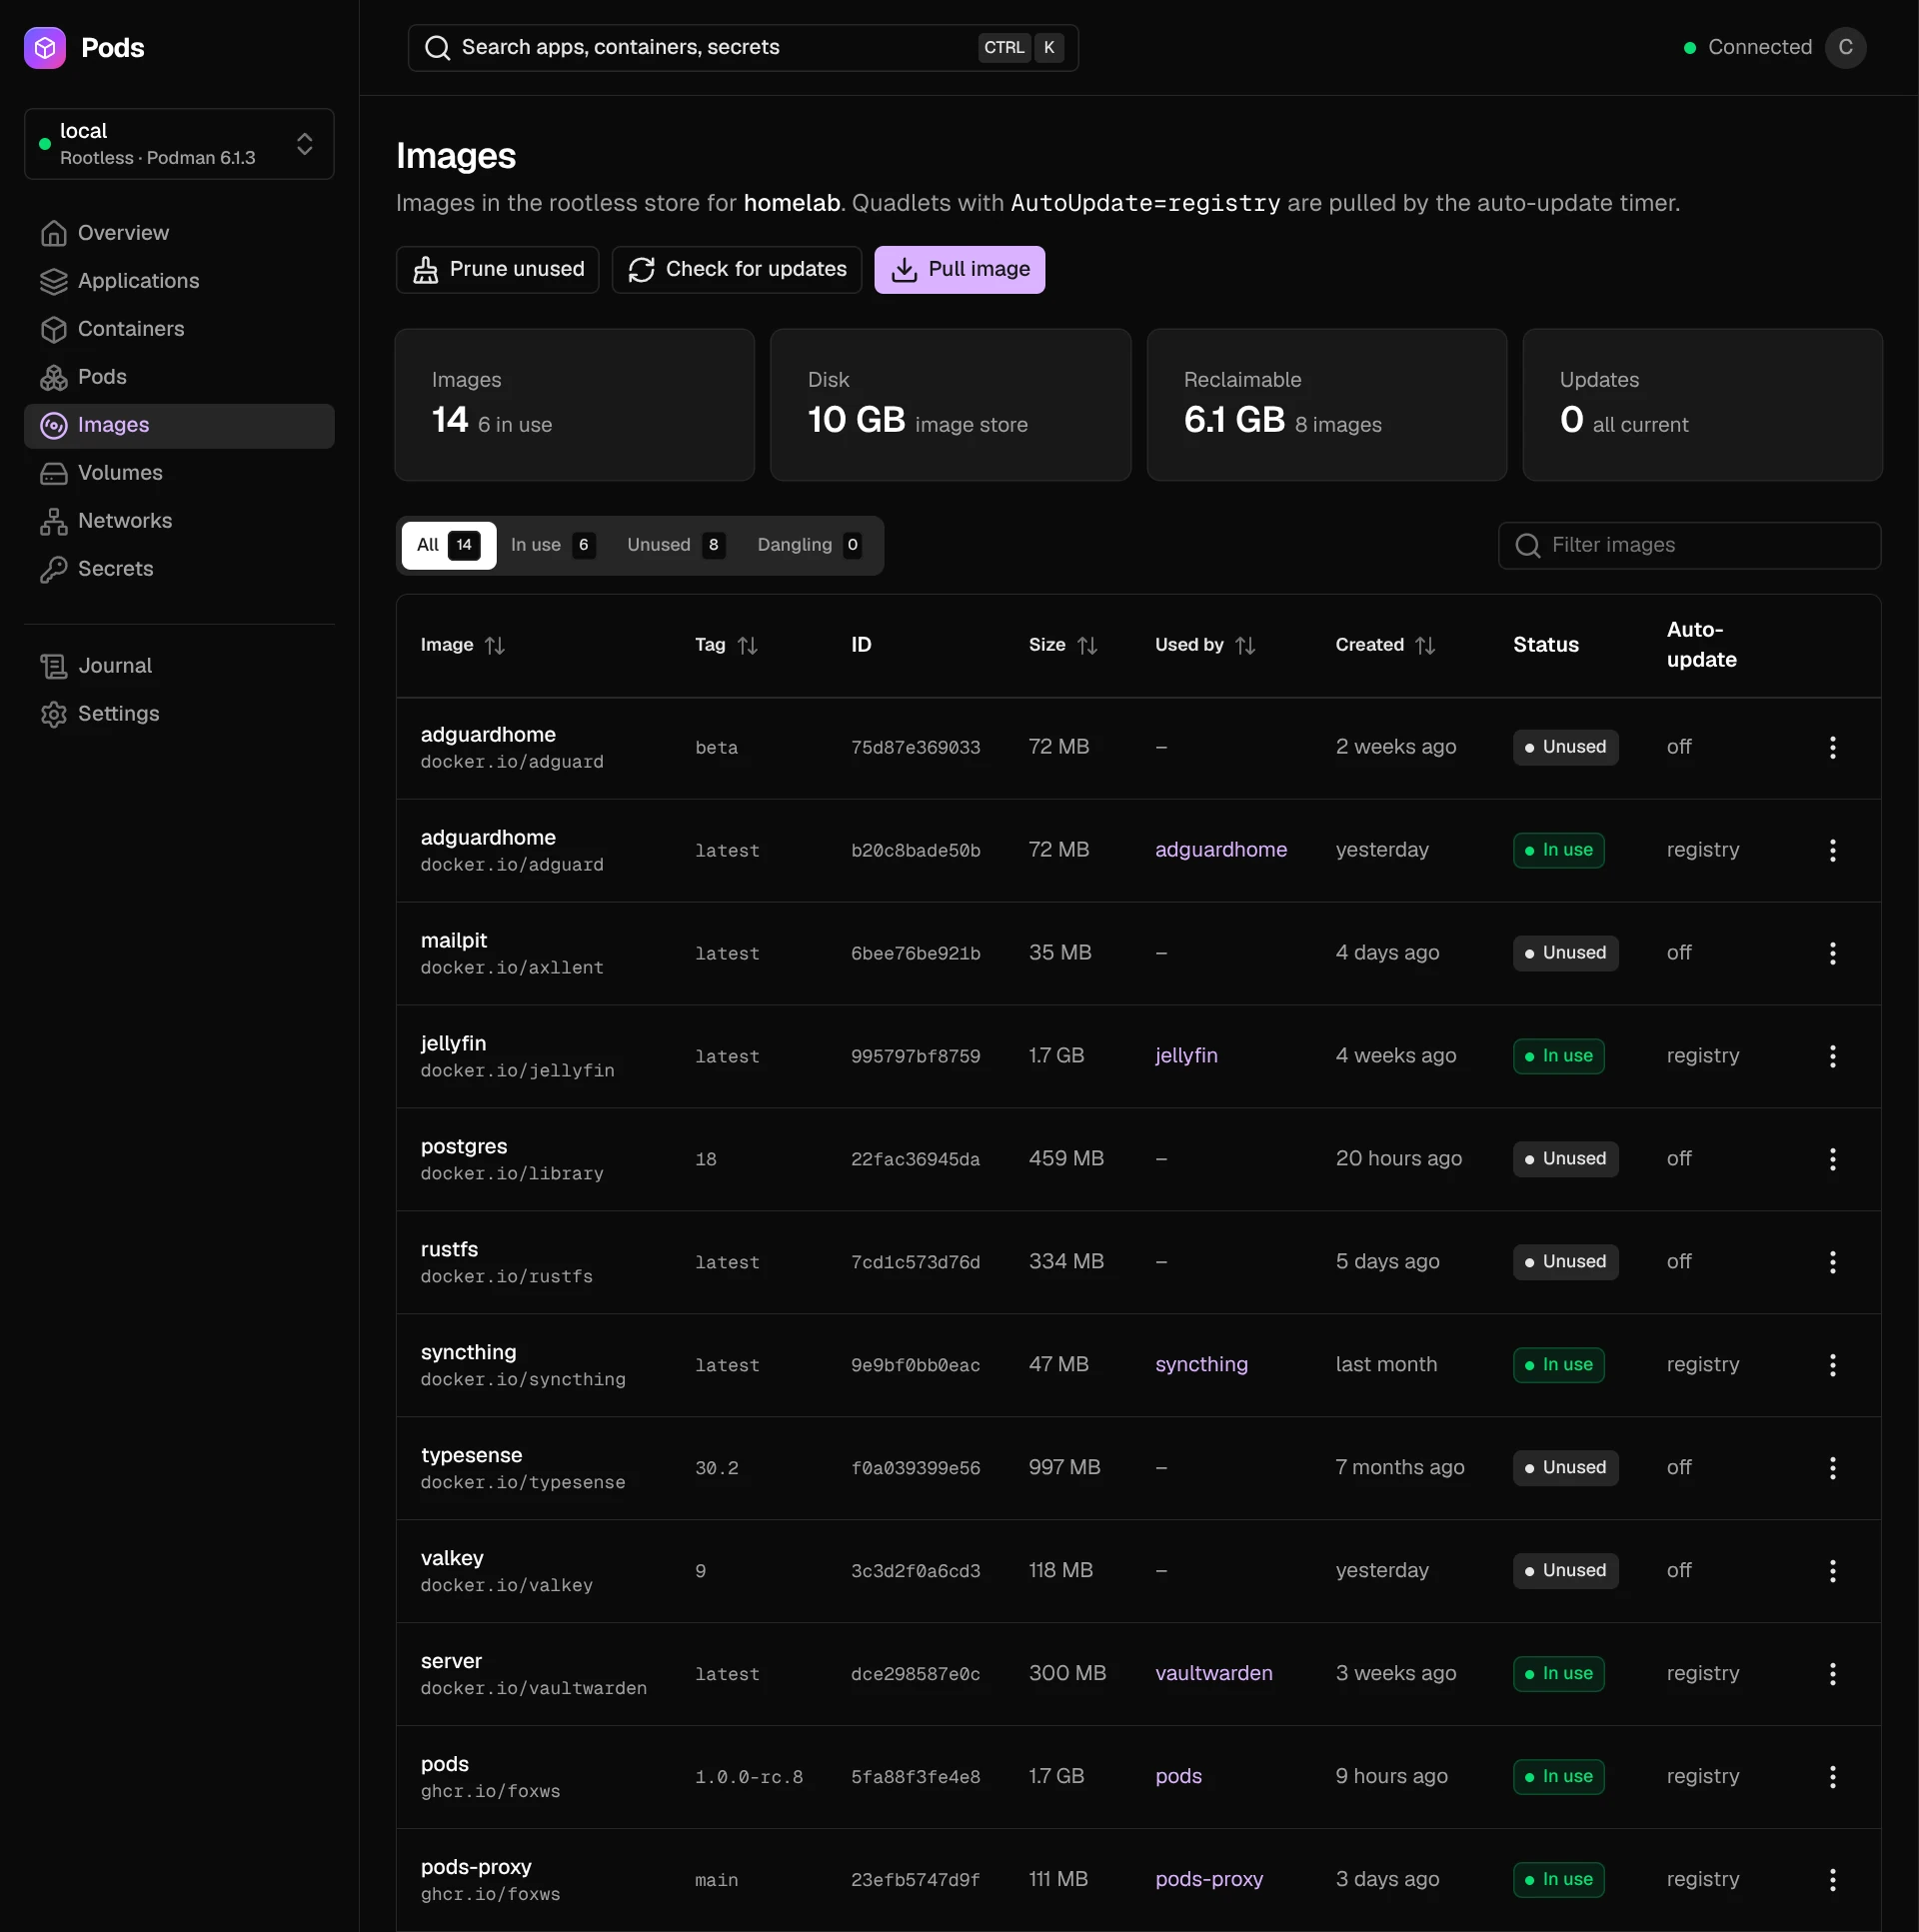 Pods
Search apps, containers, secrets CTRL K
Connected C
local
Rootless · Podman 6.1.3
Overview
Applications
Containers
Pods
Images
Volumes
Networks
Secrets
Journal
Settings
Images
Images in the rootless store for homelab. Quadlets with AutoUpdate=registry are pulled by the auto-update timer.
Prune unused Check for updates Pull image
Images
14 6 in use
Disk
10 GB image store
Reclaimable
6.1 GB 8 images
Updates
0 all current
All 14 In use 6 Unused 8 Dangling 0
Filter images
Image Tag ID Size Used by Created Status Auto-
update
adguardhome
docker.io/adguard
beta 75d87e369033 72 MB – 2 weeks ago Unused off
adguardhome
docker.io/adguard
latest b20c8bade50b 72 MB adguardhome yesterday In use registry
mailpit
docker.io/axllent
latest 6bee76be921b 35 MB – 4 days ago Unused off
jellyfin
docker.io/jellyfin
latest 995797bf8759 1.7 GB jellyfin 4 weeks ago In use registry
postgres
docker.io/library
18 22fac36945da 459 MB – 20 hours ago Unused off
rustfs
docker.io/rustfs
latest 7cd1c573d76d 334 MB – 5 days ago Unused off
syncthing
docker.io/syncthing
latest 9e9bf0bb0eac 47 MB syncthing last month In use registry
typesense
docker.io/typesense
30.2 f0a039399e56 997 MB – 7 months ago Unused off
valkey
docker.io/valkey
9 3c3d2f0a6cd3 118 MB – yesterday Unused off
server
docker.io/vaultwarden
latest dce298587e0c 300 MB vaultwarden 3 weeks ago In use registry
pods
ghcr.io/foxws
1.0.0-rc.8 5fa88f3fe4e8 1.7 GB pods 9 hours ago In use registry
pods-proxy
ghcr.io/foxws
main 23efb5747d9f 111 MB pods-proxy 3 days ago In use registry